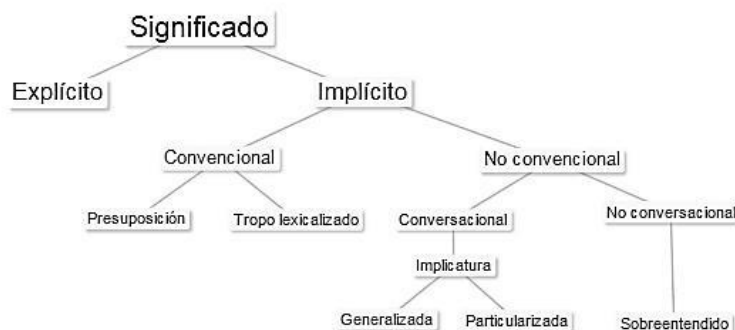 Significado
Explícito
Implícito
Convencional
No convencional
Presuposición
Tropo lexicalizado
Conversacional
No conversacional
Implicatura
Generalizada
Particularizada
Sobreentendido